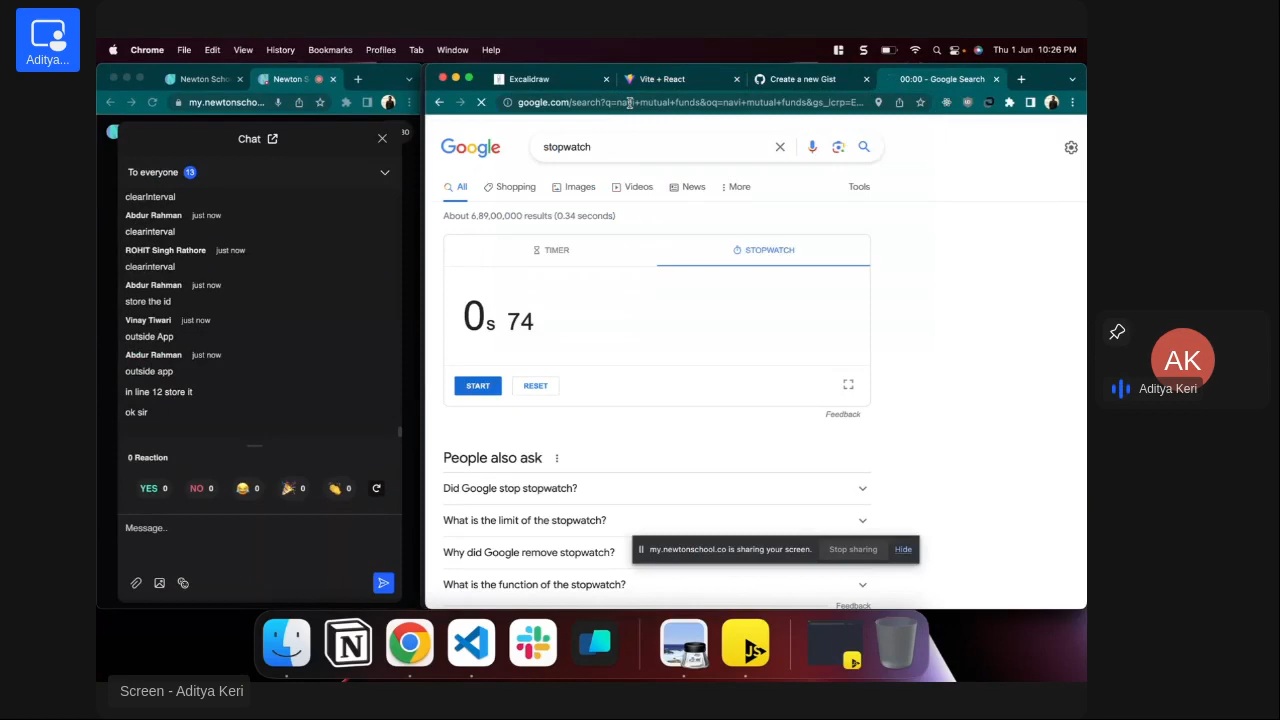 Aditya...
Chrome File Edit View History Bookmarks Profiles Tab Window Help
Thu 1 Jun 10:26 PM
Newton Scho
Newton S
Excalidraw
Vite + React
Create a new Gist
00:00 - Google Search
my.newtonschoo...
google.com/search?q=navi+mutual+funds&oq=navi+mutual+funds&gs_lcrp=E...
Chat
To everyone 13
clearInterval
Abdur Rahman just now
clearinterval
ROHIT Singh Rathore just now
clearinterval
Abdur Rahman just now
store the id
Vinay Tiwari just now
outside App
Abdur Rahman just now
outside app
in line 12 store it
ok sir
0 Reaction
YES 0 NO 0 0 0 0
Message..
Google
stopwatch
All Shopping Images Videos News More Tools
About 6,89,00,000 results (0.34 seconds)
TIMER STOPWATCH
0s 74
START RESET
Feedback
People also ask
Did Google stop stopwatch?
What is the limit of the stopwatch?
Why did Google remove stopwatch?
What is the function of the stopwatch?
Feedback
my.newtonschool.co is sharing your screen. Stop sharing Hide
JS
Screen - Aditya Keri
AK
Aditya Keri